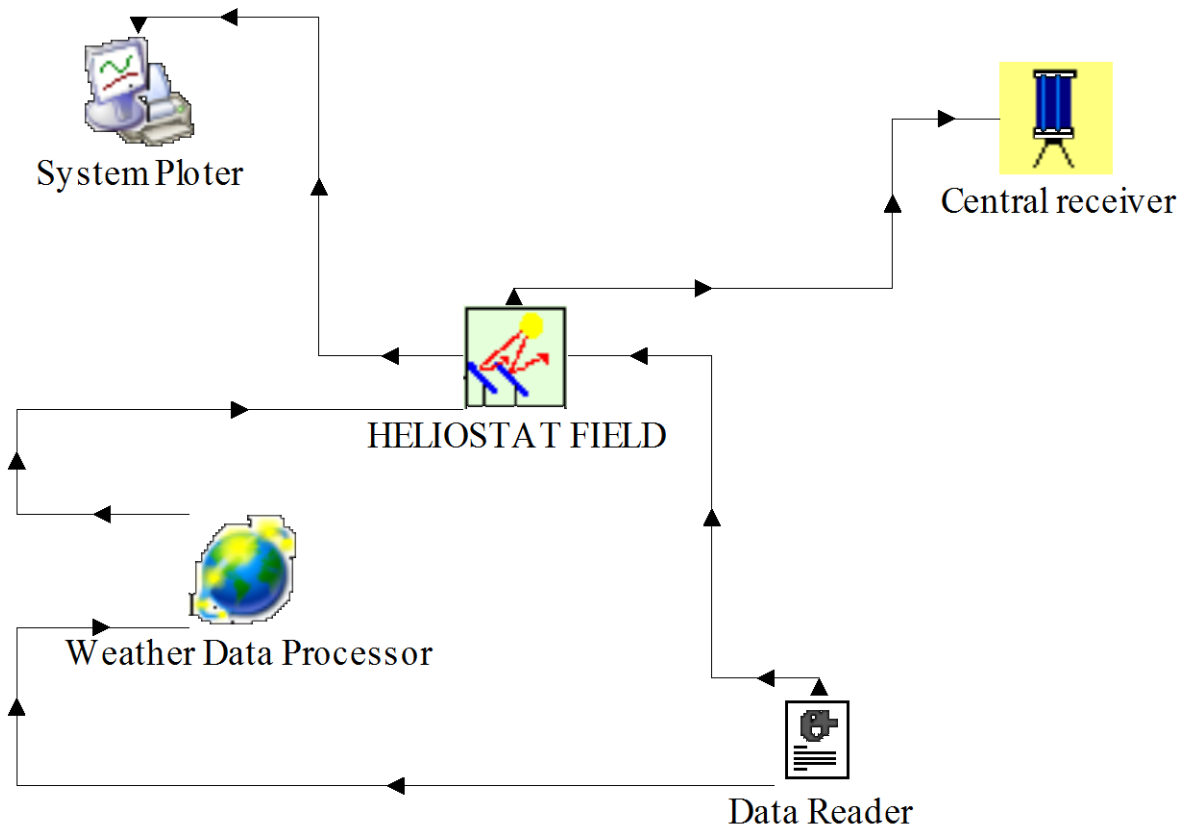 System Ploter
Central receiver
HELIOSTAT FIELD
Weather Data Processor
Data Reader